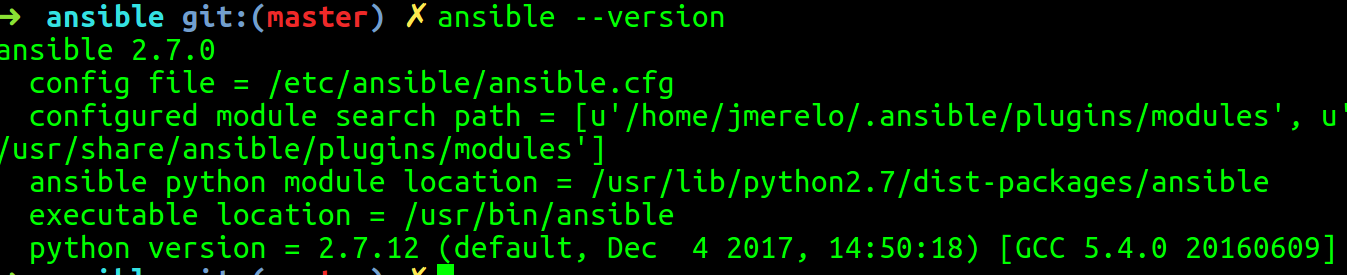 ➜ ansible git:(master) ✗ ansible --version
ansible 2.7.0
  config file = /etc/ansible/ansible.cfg
  configured module search path = [u'/home/jmerelo/.ansible/plugins/modules', u'
/usr/share/ansible/plugins/modules']
  ansible python module location = /usr/lib/python2.7/dist-packages/ansible
  executable location = /usr/bin/ansible
  python version = 2.7.12 (default, Dec  4 2017, 14:50:18) [GCC 5.4.0 20160609]
➜ ansible git:(master) ✗